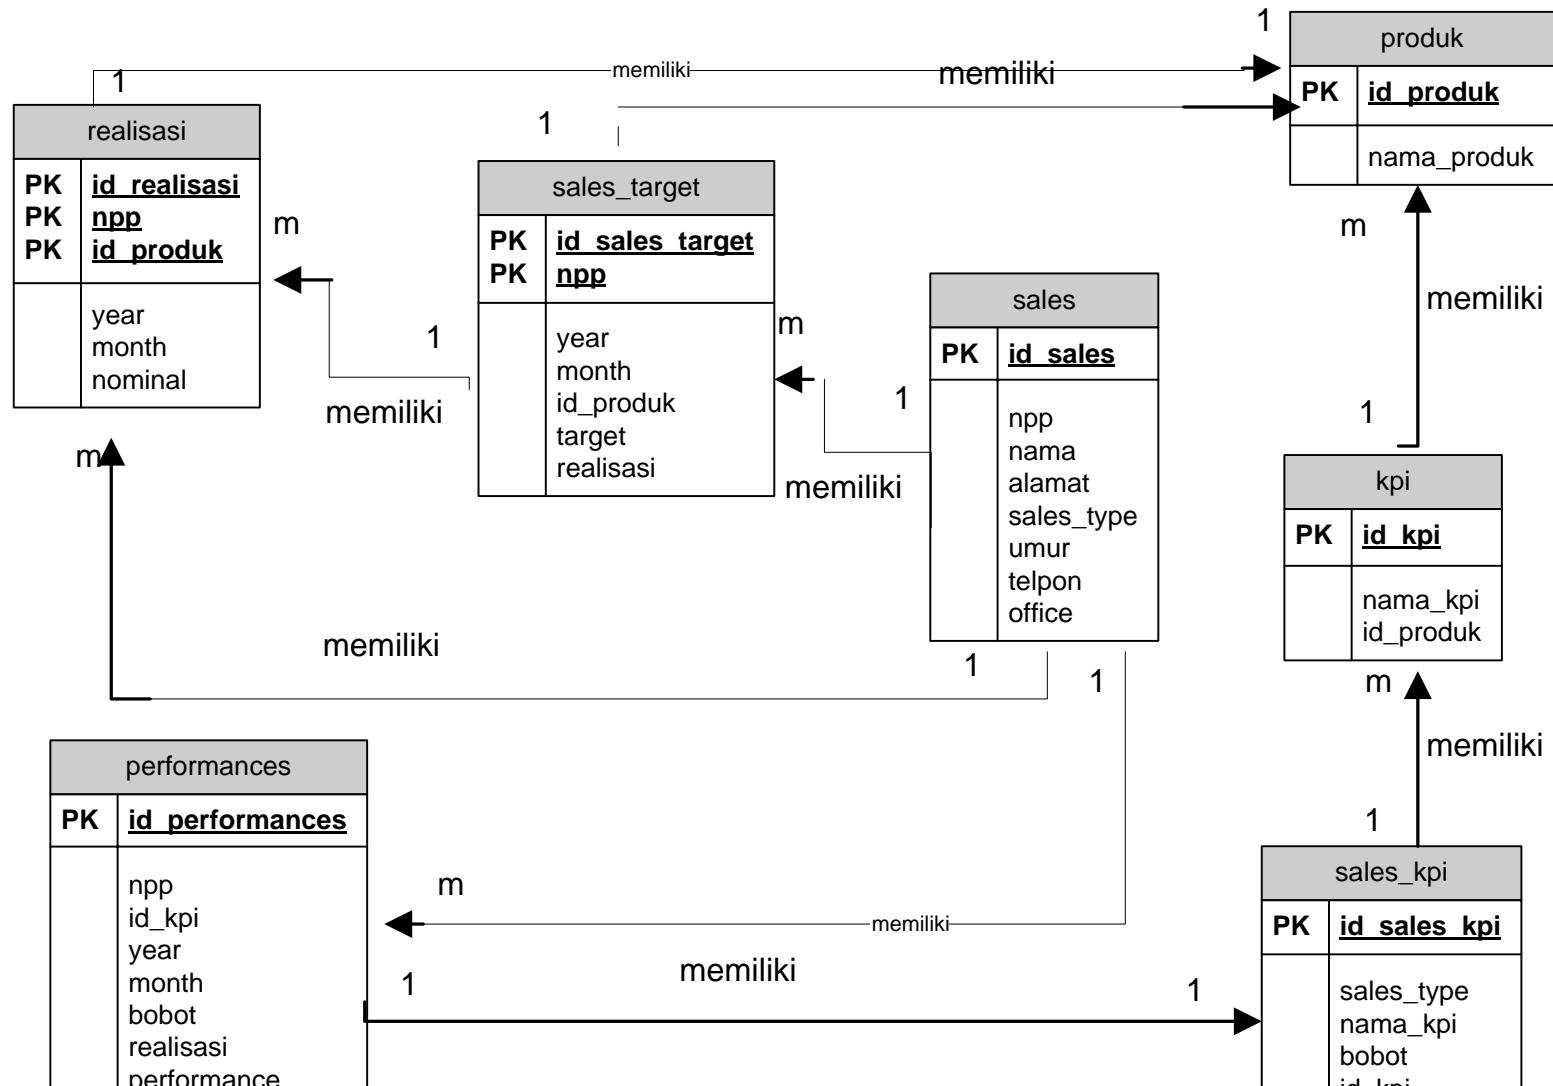 1
produk
PK id_produk
nama_produk
memiliki
memiliki
1
realisasi
PK id_realisasi
PK npp
PK id_produk
year
month
nominal
1
sales_target
PK id_sales_target
PK npp
year
month
id_produk
target
realisasi
m
1
memiliki
m
1
memiliki
sales
PK id_sales
npp
nama
alamat
sales_type
umur
telpon
office
m
memiliki
1
kpi
PK id_kpi
nama_kpi
id_produk
m
memiliki
1
1
m
memiliki
1
performances
PK id_performances
npp
id_kpi
year
month
bobot
realisasi
performance
m
memiliki
1
memiliki
1
sales_kpi
PK id_sales_kpi
sales_type
nama_kpi
bobot
id_kpi